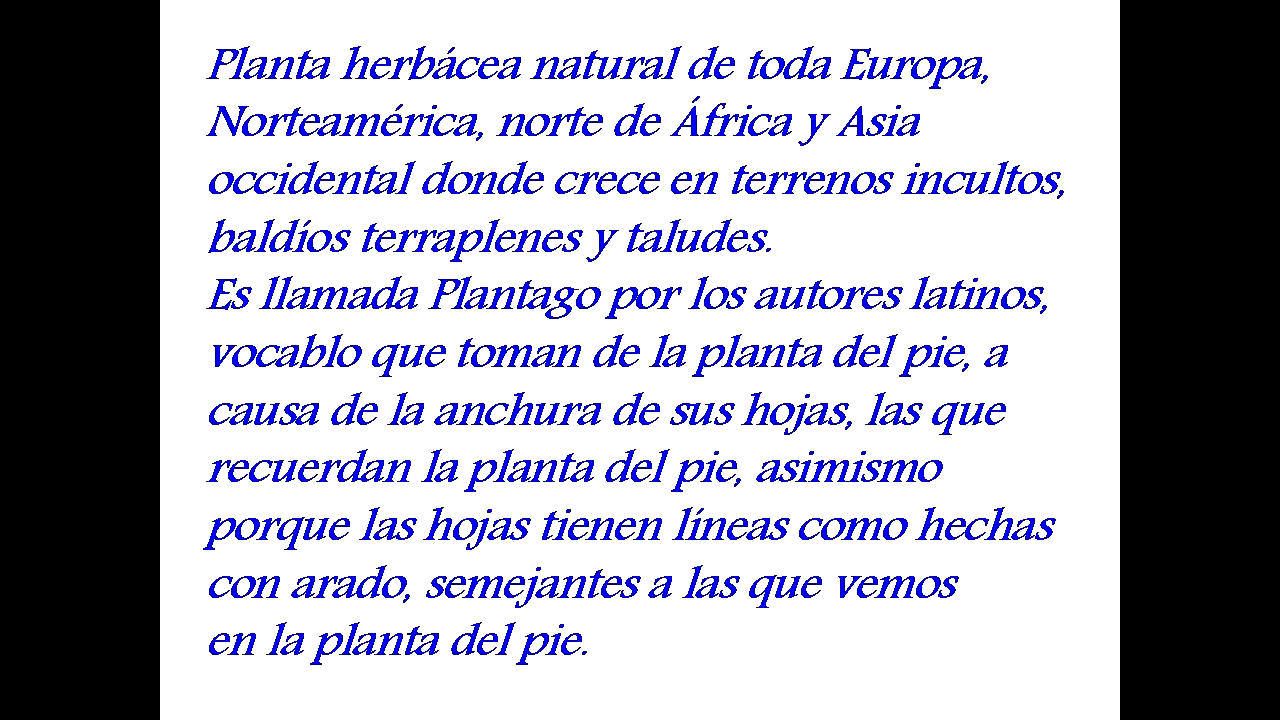 Planta herbácea natural de toda Europa,
Norteamérica, norte de África y Asia
occidental donde crece en terrenos incultos,
baldíos terraplenes y taludes.
Es llamada Plantago por los autores latinos,
vocablo que toman de la planta del pie, a
causa de la anchura de sus hojas, las que
recuerdan la planta del pie, asimismo
porque las hojas tienen líneas como hechas
con arado, semejantes a las que vemos
en la planta del pie.